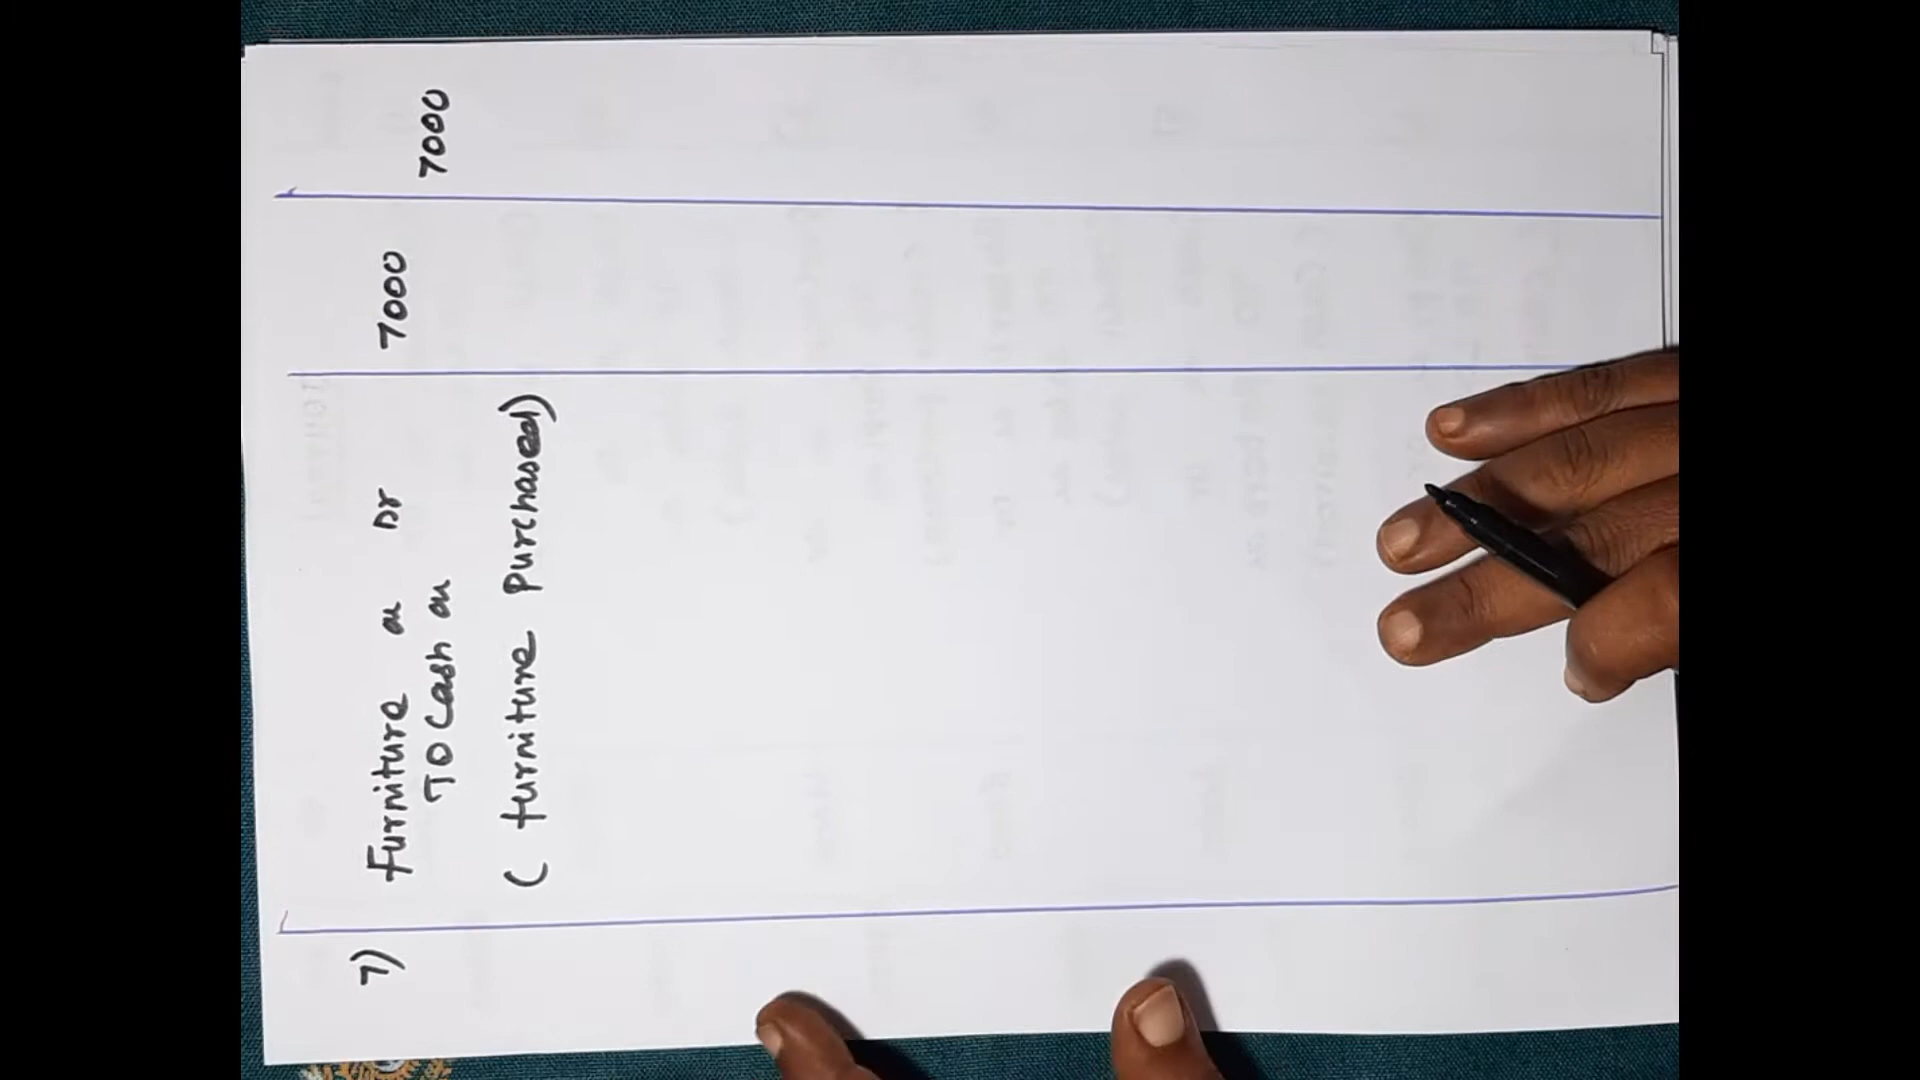 7) Furniture a/c Dr 7000
To Cash a/c 7000
( furniture purchased)